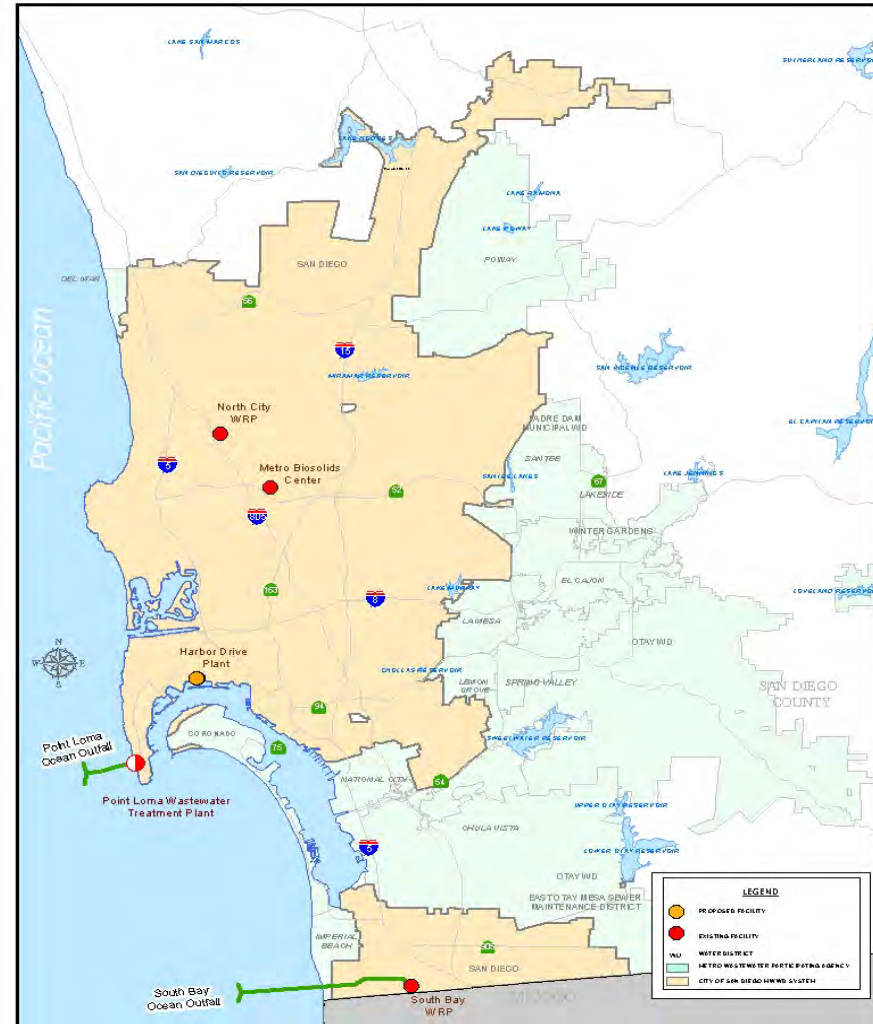 LAKE SAN MARCOS
SUTHERLAND RESERVOIR
LAKE HODGES
SAN DIEGUITO RESERVOIR
LAKE RAMONA
LAKE POWAY
POWAY
SAN DIEGO
DEL MAR
56
15
MIRAMAR RESERVOIR
SAN VICENTE RESERVOIR
Pacific Ocean
North City
WRP
PADRE DAM
MUNICIPAL WD
EL CAPITAN RESERVOIR
SANTEE
5
Metro Biosolids
Center
SANTEE LAKES
LAKE JENNINGS
67
52
LAKESIDE
805
WINTER GARDENS
EL CAJON
163
8
LAKE MURRAY
LOVELAND RESERVOIR
LA MESA
OTAY WD
N
W
E
S
Harbor Drive
Plant
CHOLLAS RESERVOIR
LEMON
GROVE
SPRING VALLEY
SAN DIEGO
COUNTY
94
SWEETWATER RESERVOIR
CORONADO
75
Point Loma
Ocean Outfall
NATIONAL CITY
54
Point Loma Wastewater
Treatment Plant
UPPER OTAY RESERVOIR
CHULA VISTA
5
LOWER OTAY RESERVOIR
OTAY WD
EAST OTAY MESA SEWER
MAINTENANCE DISTRICT
IMPERIAL
BEACH
905
SAN DIEGO
South Bay
Ocean Outfall
South Bay
WRP
MEXICO
LEGEND
PROPOSED FACILITY
EXISTING FACILITY
WD
WATER DISTRICT
METRO WASTEWATER PARTICIPATING AGENCY
CITY OF SAN DIEGO MWWD SYSTEM